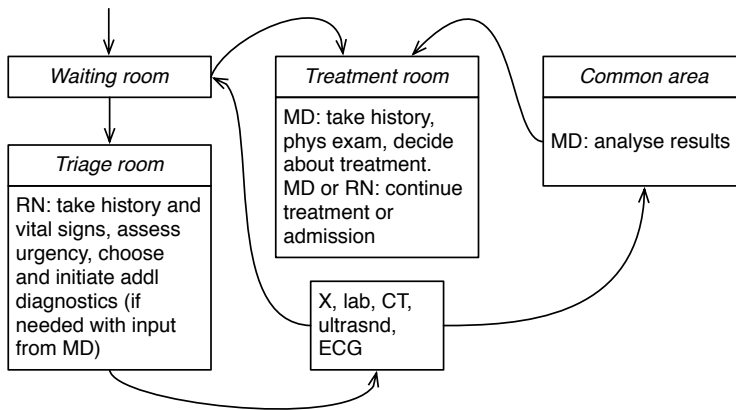 Waiting room
Treatment room
MD: take history,
phys exam, decide
about treatment.
MD or RN: continue
treatment or
admission
Common area
MD: analyse results
Triage room
RN: take history and
vital signs, assess
urgency, choose
and initiate addl
diagnostics (if
needed with input
from MD)
X, lab, CT,
ultrasnd,
ECG